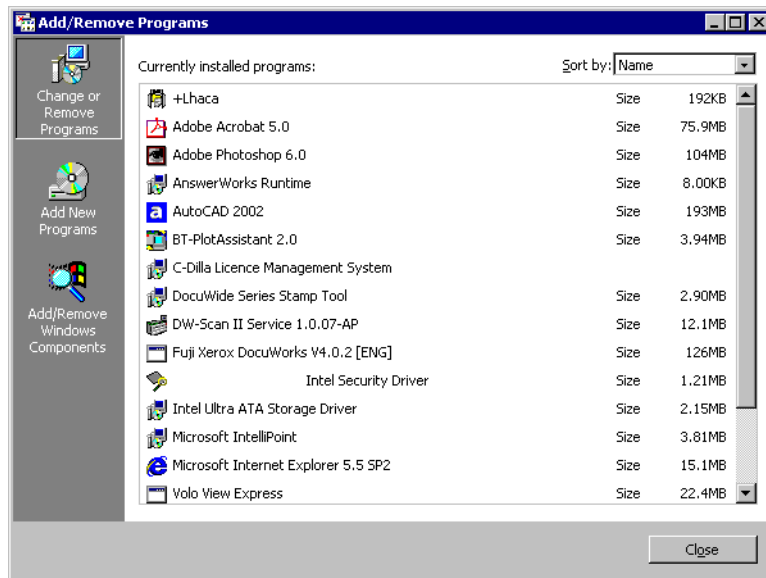 Add/Remove Programs
Change or
Remove
Programs
Add New
Programs
Add/Remove
Windows
Components
Currently installed programs:
Sort by: Name
+Lhaca Size 192KB
Adobe Acrobat 5.0 Size 75.9MB
Adobe Photoshop 6.0 Size 104MB
AnswerWorks Runtime Size 8.00KB
a AutoCAD 2002 Size 193MB
BT-PlotAssistant 2.0 Size 3.94MB
C-Dilla Licence Management System
DocuWide Series Stamp Tool Size 2.90MB
DW-Scan II Service 1.0.07-AP Size 12.1MB
Fuji Xerox DocuWorks V4.0.2 [ENG] Size 126MB
Intel Security Driver Size 1.21MB
Intel Ultra ATA Storage Driver Size 2.15MB
Microsoft IntelliPoint Size 3.81MB
Microsoft Internet Explorer 5.5 SP2 Size 15.1MB
Volo View Express Size 22.4MB
Close